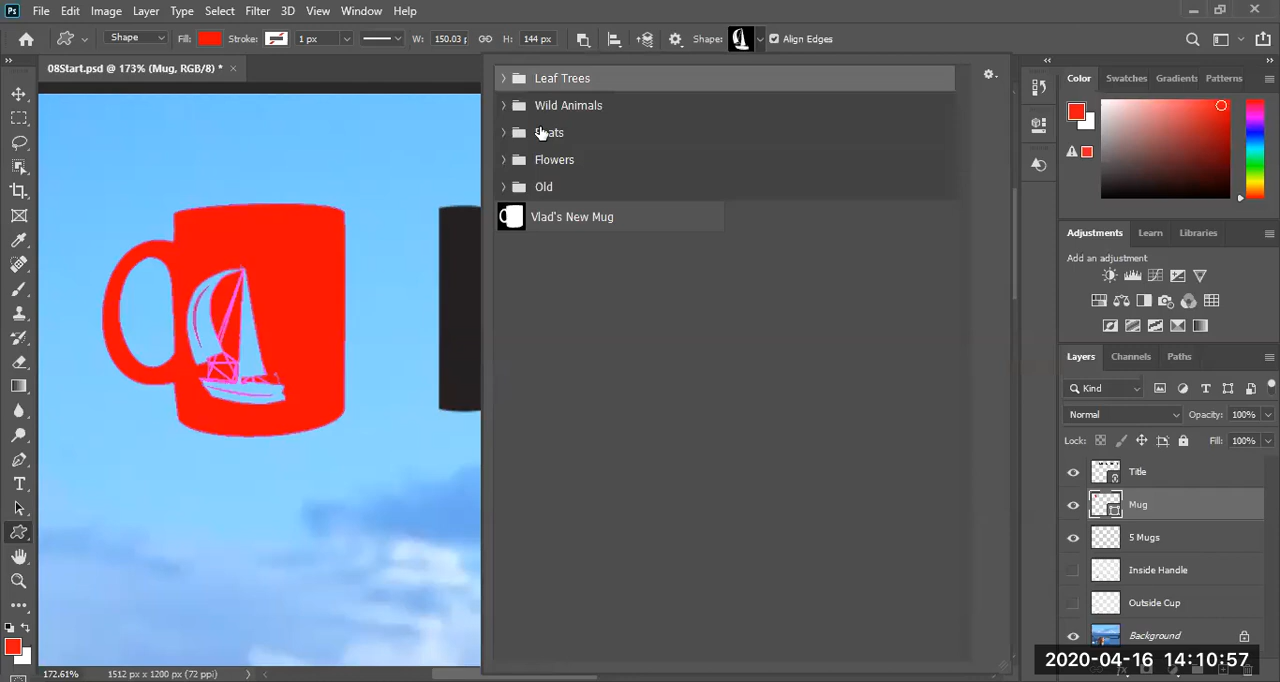 Ps File Edit Image Layer Type Select Filter 3D View Window Help
Shape Fill: Stroke: 1 px W: 150.03 H: 144 px Shape: Align Edges
08Start.psd @ 173% (Mug, RGB/8) *
Leaf Trees
Wild Animals
Flowers
Old
Vlad's New Mug
Color Swatches Gradient: Patterns
Adjustments Learn Libraries
Add an adjustment
Layers Channels Paths
Kind
Normal Opacity: 100%
Lock: Fill: 100%
Title
Mug
5 Mugs
Inside Handle
Outside Cup
Background
T
172.61% 1512 px x 1200 px (72 ppi)
2020-04-16 14:10:57